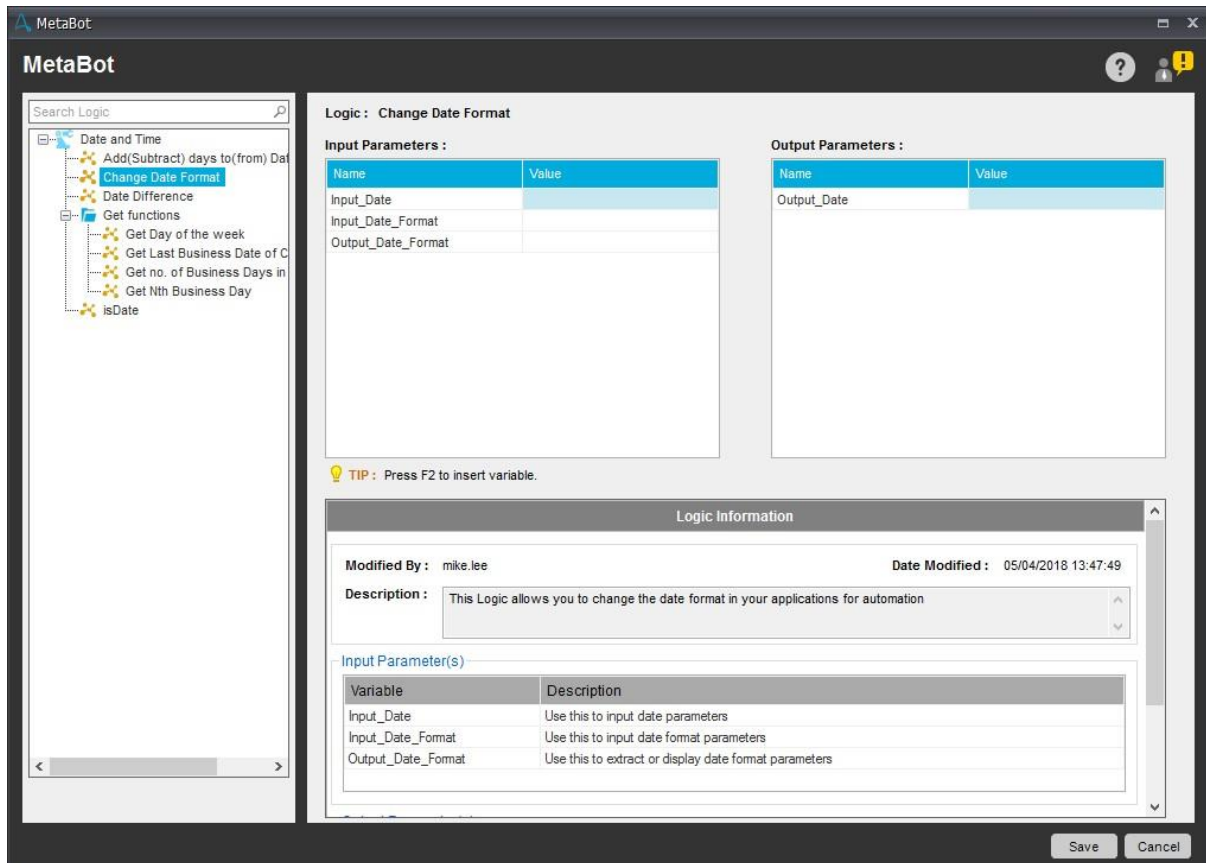 MetaBot
MetaBot
Search Logic
Date and Time
Add(Subtract) days to(from) Dat
Change Date Format
Date Difference
Get functions
Get Day of the week
Get Last Business Date of C
Get no. of Business Days in
Get Nth Business Day
isDate
Logic : Change Date Format
Input Parameters :
Name Value
Input_Date
Input_Date_Format
Output_Date_Format
Output Parameters :
Name Value
Output_Date
TIP : Press F2 to insert variable.
Logic Information
Modified By : mike.lee Date Modified : 05/04/2018 13:47:49
Description : This Logic allows you to change the date format in your applications for automation
Input Parameter(s)
Variable Description
Input_Date Use this to input date parameters
Input_Date_Format Use this to input date format parameters
Output_Date_Format Use this to extract or display date format parameters
Save Cancel